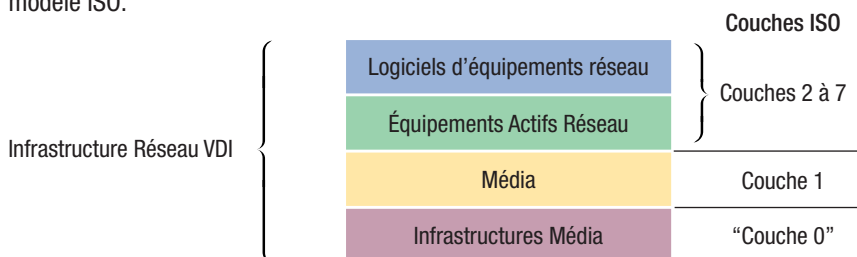 modèle ISO.
Couches ISO
Logiciels d'équipements réseau
Couches 2 à 7
Équipements Actifs Réseau
Infrastructure Réseau VDI
Média
Couche 1
Infrastructures Média
“Couche 0”